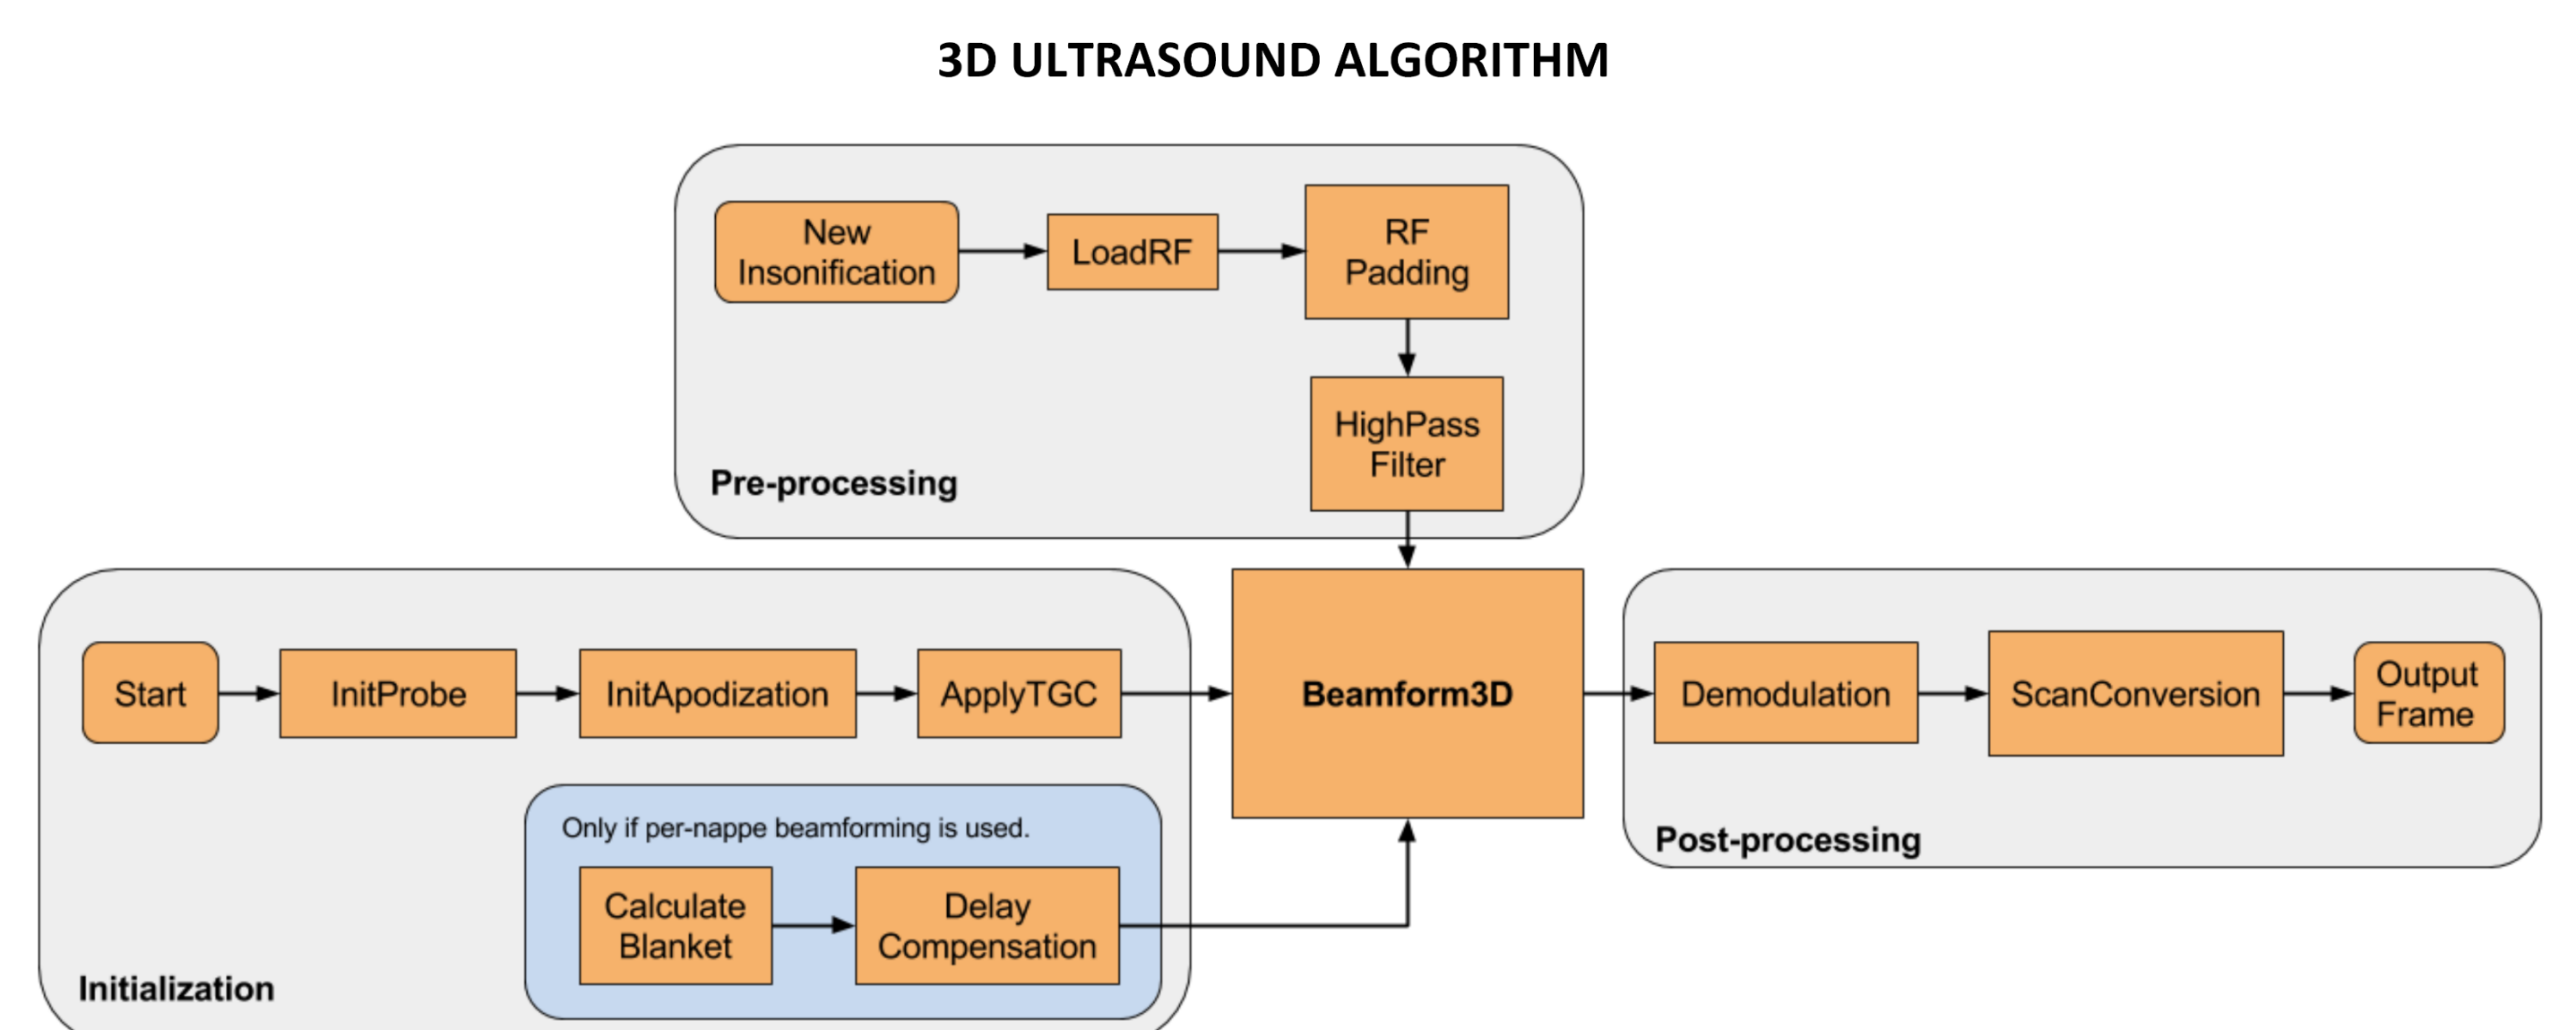 3D ULTRASOUND ALGORITHM
New
Insonification
LoadRF
RF
Padding
HighPass
Filter
Pre-processing
Start
InitProbe
InitApodization
ApplyTGC
Beamform3D
Demodulation
ScanConversion
Output
Frame
Post-processing
Only if per-nappe beamforming is used.
Calculate
Blanket
Delay
Compensation
Initialization